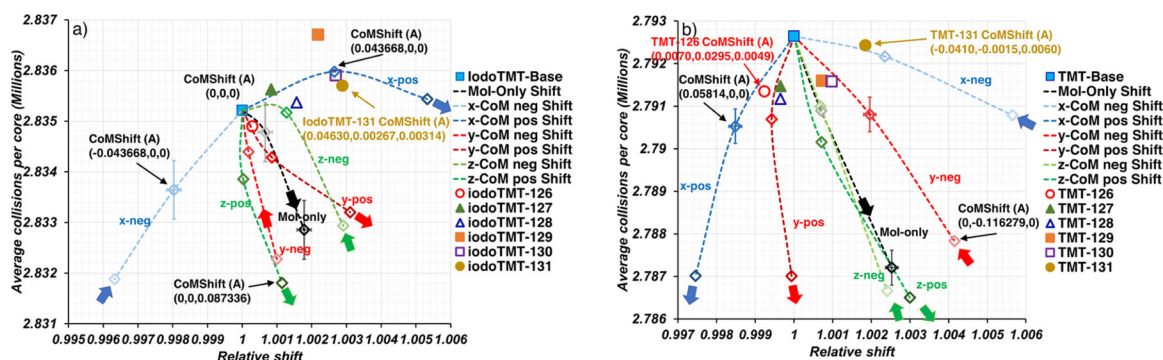 a)
Average collisions per core (Millions)
2.837
2.836
2.835
2.834
2.833
2.832
2.831
0.995 0.996 0.997 0.998 0.999 1 1.001 1.002 1.003 1.004 1.005 1.006
Relative shift
CoMShift (A)
(0.043668,0,0)
x-pos
CoMShift (A)
(0,0,0)
IodoTMT-131 CoMShift (A)
(0.04630,0.00267,0.00314)
CoMShift (A)
(-0.043668,0,0)
z-neg
x-neg
z-pos
Mol-only
y-pos
y-neg
CoMShift (A)
(0,0,0.087336)
IodoTMT-Base
Mol-Only Shift
x-CoM neg Shift
x-CoM pos Shift
y-CoM neg Shift
y-CoM pos Shift
z-CoM neg Shift
z-CoM pos Shift
iodoTMT-126
iodoTMT-127
iodoTMT-128
iodoTMT-129
iodoTMT-130
iodoTMT-131
b)
Average collisions per core (Millions)
2.793
2.792
2.791
2.79
2.789
2.788
2.787
2.786
0.997 0.998 0.999 1 1.001 1.002 1.003 1.004 1.005 1.006
Relative shift
TMT-126 CoMShift (A)
(0.0070,0.0295,0.0049)
TMT-131 CoMShift (A)
(-0.0410,-0.0015,0.0060)
CoMShift (A)
(0.05814,0,0)
x-neg
x-pos
y-neg
y-pos
CoMShift (A)
(0,-0.116279,0)
Mol-only
z-neg
z-pos
TMT-Base
Mol-Only Shift
x-CoM neg Shift
x-CoM pos Shift
y-CoM neg Shift
y-CoM pos Shift
z-CoM neg Shift
z-CoM pos Shift
TMT-126
TMT-127
TMT-128
TMT-129
TMT-130
TMT-131